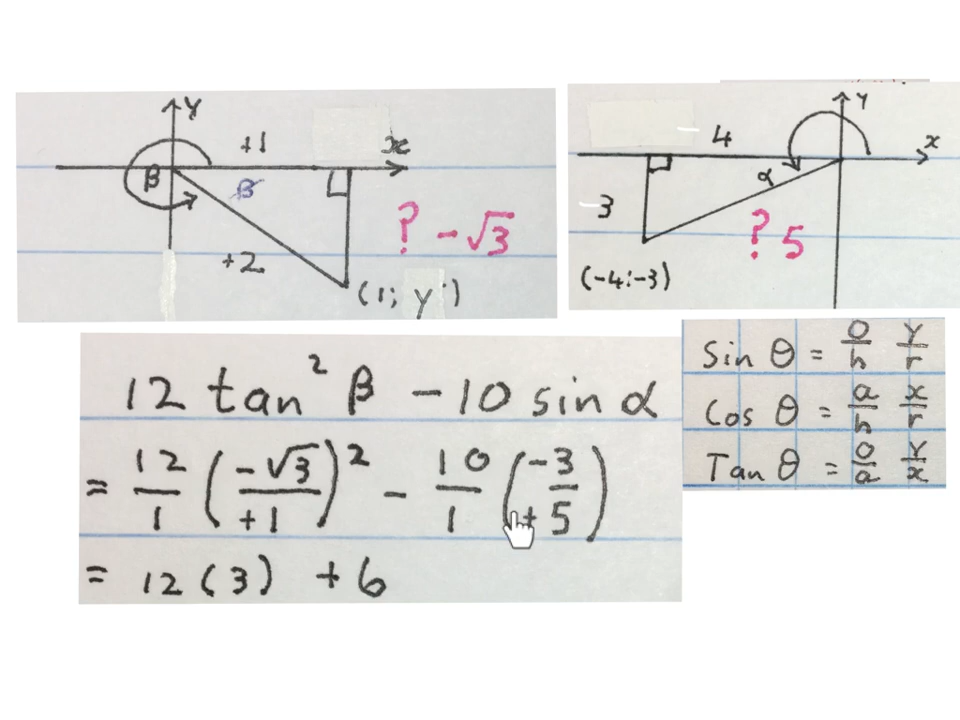 y
+1
x
β
β
? -√3
+2
(1; y)
y
4
x
α
3
? 5
(-4;-3)
12 tan² β - 10 sin α
= 12/1 (-√3/+1)² - 10/1 (-3/+5)
= 12(3) + 6
Sin θ = o/h y/r
Cos θ = a/h x/r
Tan θ = o/a y/x